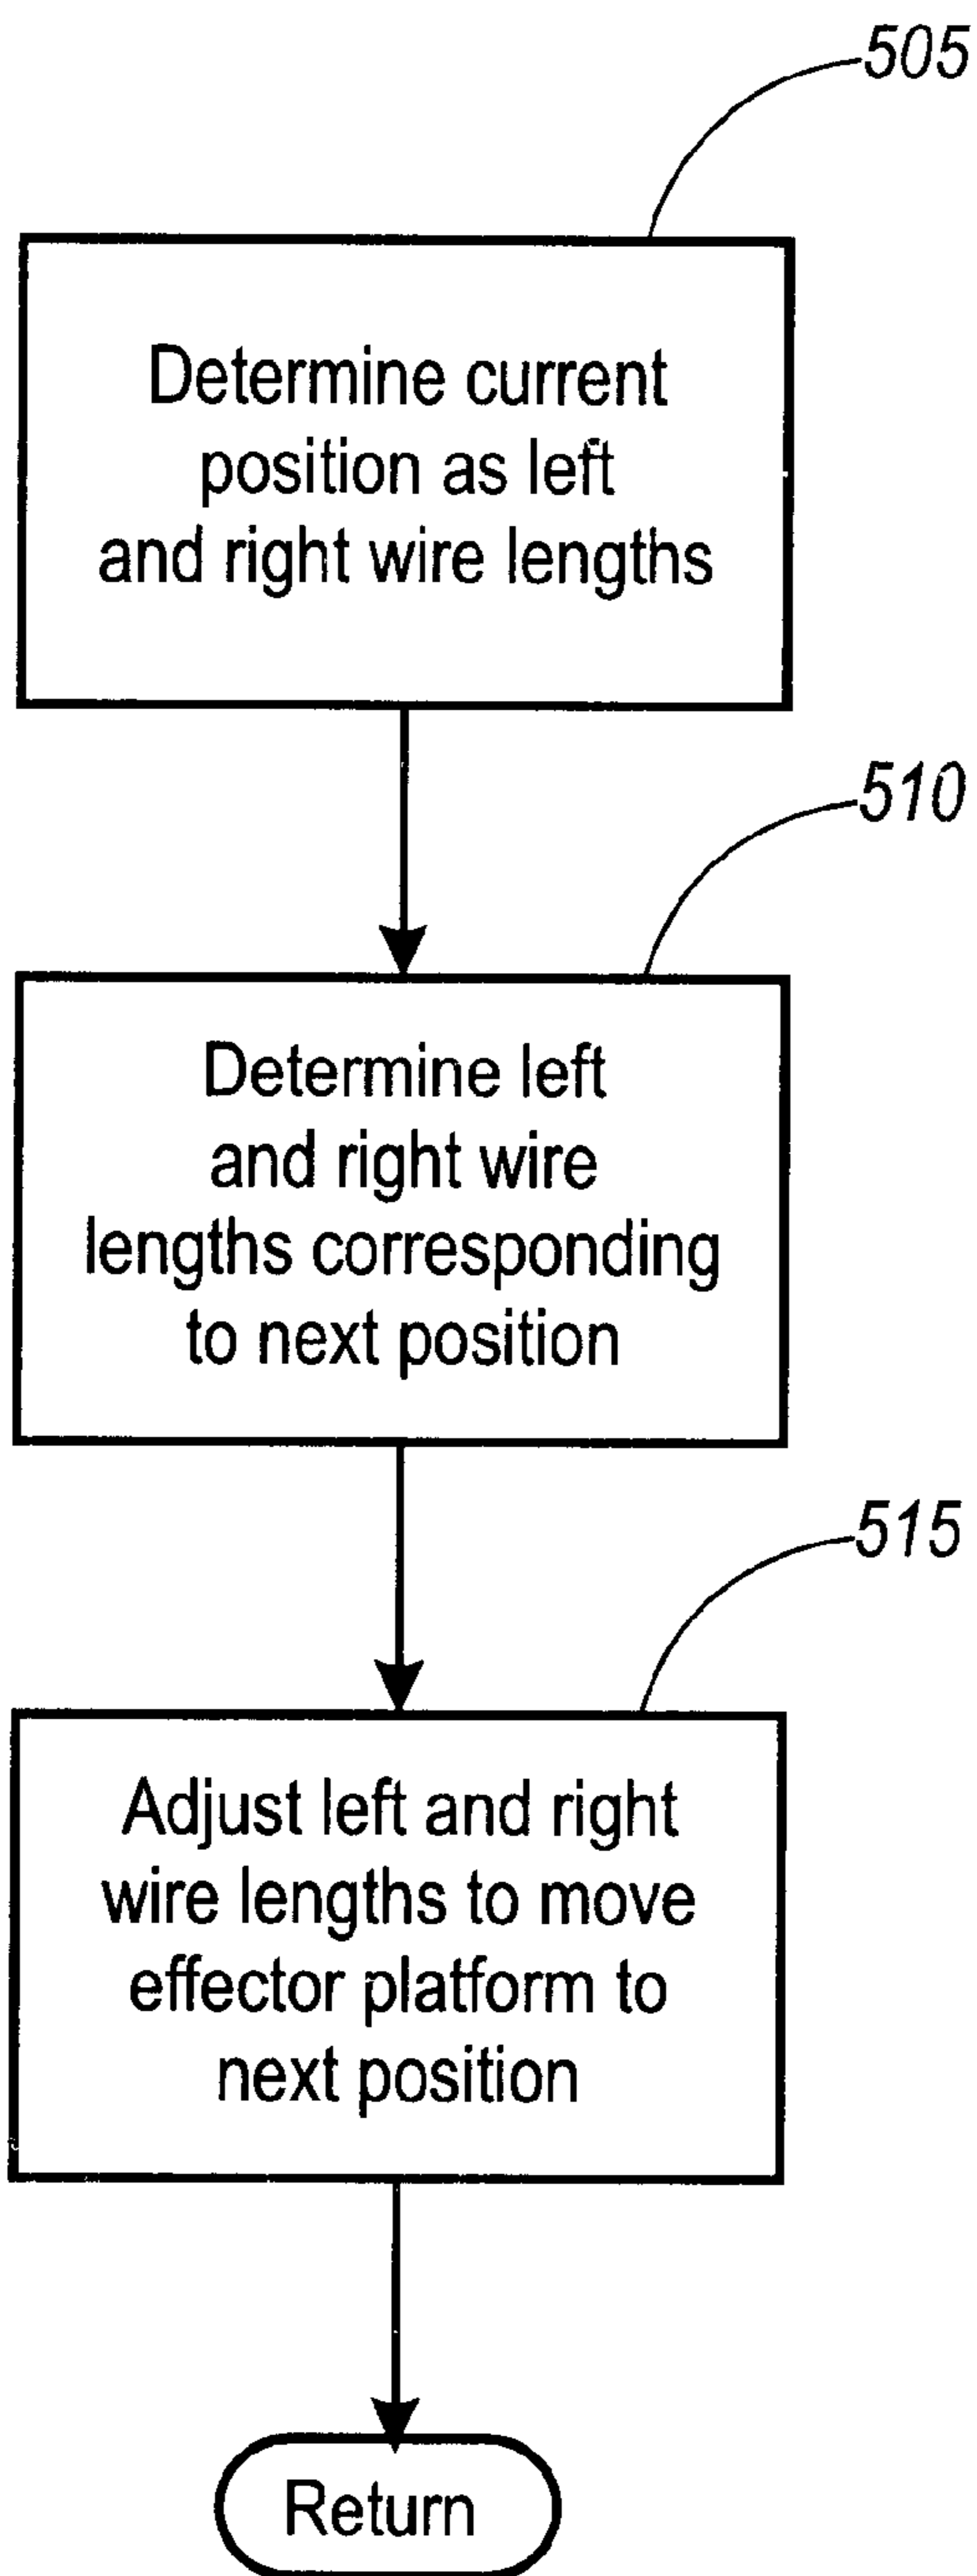 505
Determine current
position as left
and right wire lengths
510
Determine left
and right wire
lengths corresponding
to next position
515
Adjust left and right
wire lengths to move
effector platform to
next position
Return